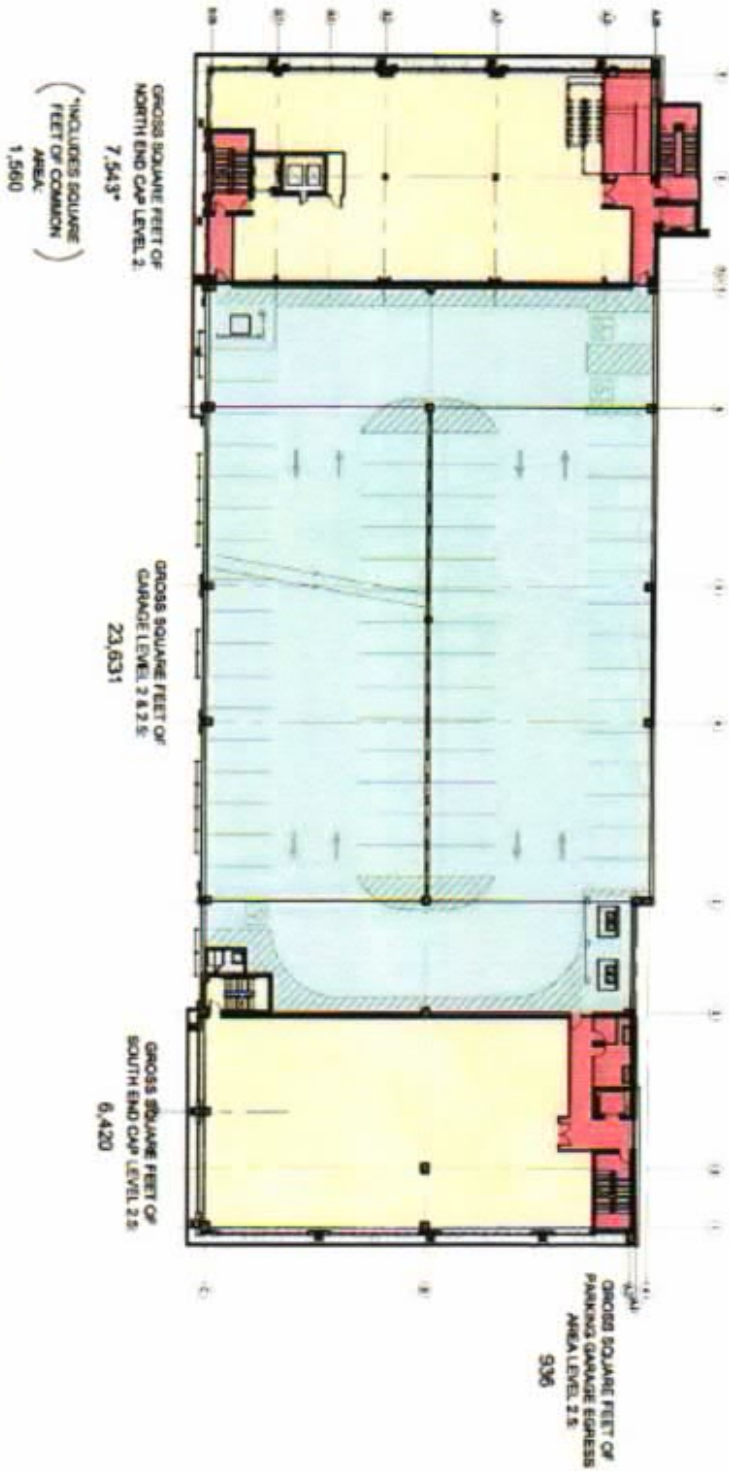 GROSS SQUARE FEET OF
NORTH END CAP LEVEL 2:
7,543*
(*INCLUDES SQUARE
FEET OF COMMON
AREA:
1,560)
GROSS SQUARE FEET OF
GARAGE LEVEL 2 & 2.5:
23,631
GROSS SQUARE FEET OF
SOUTH END CAP LEVEL 2.5:
6,420
GROSS SQUARE FEET OF
PARKING GARAGE EGRESS
AREA LEVEL 2.5:
936